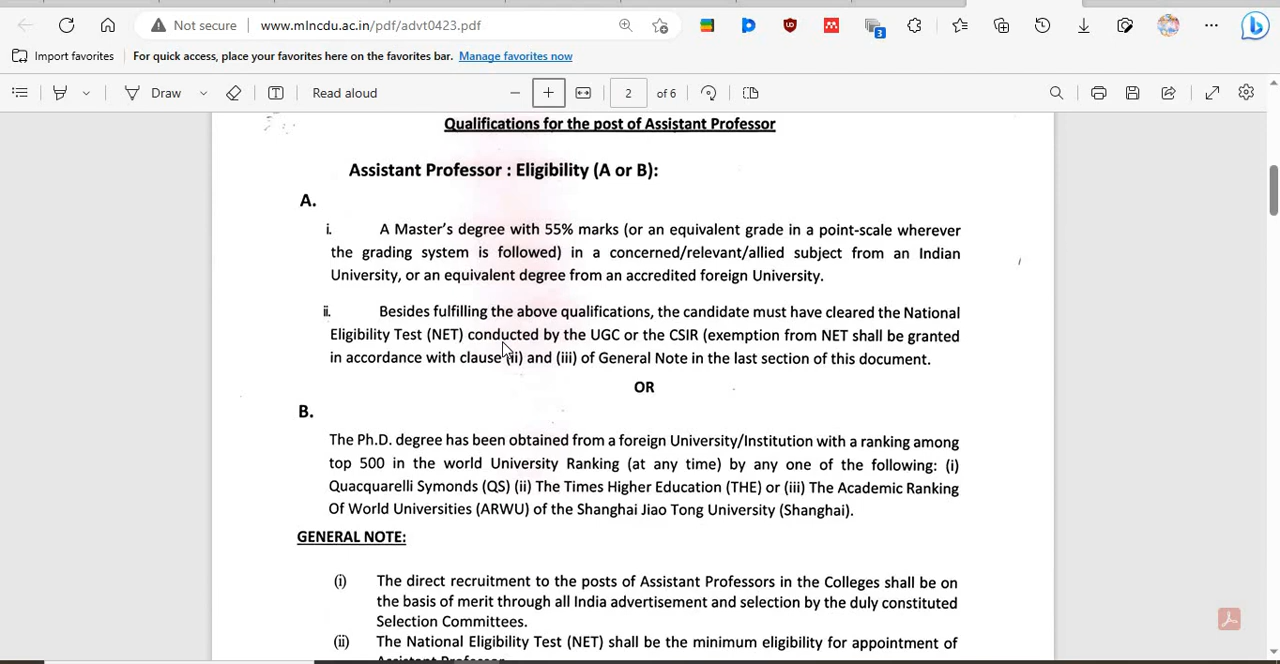 Not secure
www.mlncdu.ac.in/pdf/advt0423.pdf
3
Import favorites
For quick access, place your favorites here on the favorites bar. Manage favorites now
Draw
Read aloud
2 of 6
Qualifications for the post of Assistant Professor
Assistant Professor : Eligibility (A or B):
A.
i. A Master's degree with 55% marks (or an equivalent grade in a point-scale wherever
the grading system is followed) in a concerned/relevant/allied subject from an Indian
University, or an equivalent degree from an accredited foreign University.
ii. Besides fulfilling the above qualifications, the candidate must have cleared the National
Eligibility Test (NET) conducted by the UGC or the CSIR (exemption from NET shall be granted
in accordance with clause (ii) and (iii) of General Note in the last section of this document.
OR
B.
The Ph.D. degree has been obtained from a foreign University/Institution with a ranking among
top 500 in the world University Ranking (at any time) by any one of the following: (i)
Quacquarelli Symonds (QS) (ii) The Times Higher Education (THE) or (iii) The Academic Ranking
Of World Universities (ARWU) of the Shanghai Jiao Tong University (Shanghai).
GENERAL NOTE:
(i) The direct recruitment to the posts of Assistant Professors in the Colleges shall be on
the basis of merit through all India advertisement and selection by the duly constituted
Selection Committees.
(ii) The National Eligibility Test (NET) shall be the minimum eligibility for appointment of
Assistant Professor